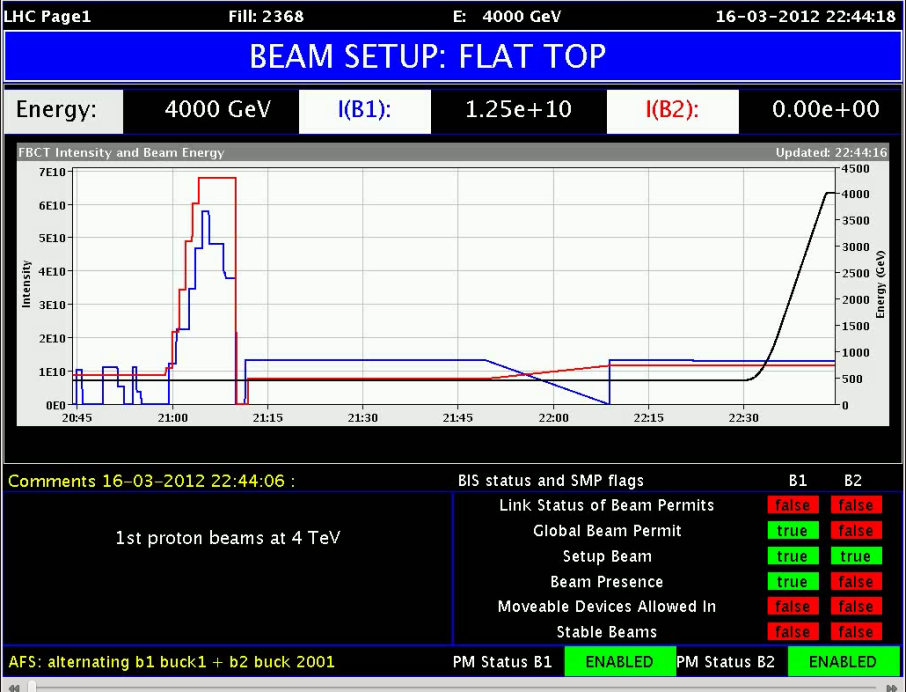 LHC Page1 Fill: 2368 E: 4000 GeV 16-03-2012 22:44:18
BEAM SETUP: FLAT TOP
Energy: 4000 GeV I(B1): 1.25e+10 I(B2): 0.00e+00
FBCT Intensity and Beam Energy Updated: 22:44:16
7E10 4500
6E10 4000
5E10 3500
4E10 3000
3E10 2500
2E10 2000
1E10 1500
0E0 1000
500
0
Intensity
Energy (GeV)
20:45 21:00 21:15 21:30 21:45 22:00 22:15 22:30
Comments 16-03-2012 22:44:06 : BIS status and SMP flags B1 B2
Link Status of Beam Permits false false
1st proton beams at 4 TeV
Global Beam Permit true false
Setup Beam true true
Beam Presence true false
Moveable Devices Allowed In false false
Stable Beams false false
AFS: alternating b1 buck1 + b2 buck 2001 PM Status B1 ENABLED PM Status B2 ENABLED